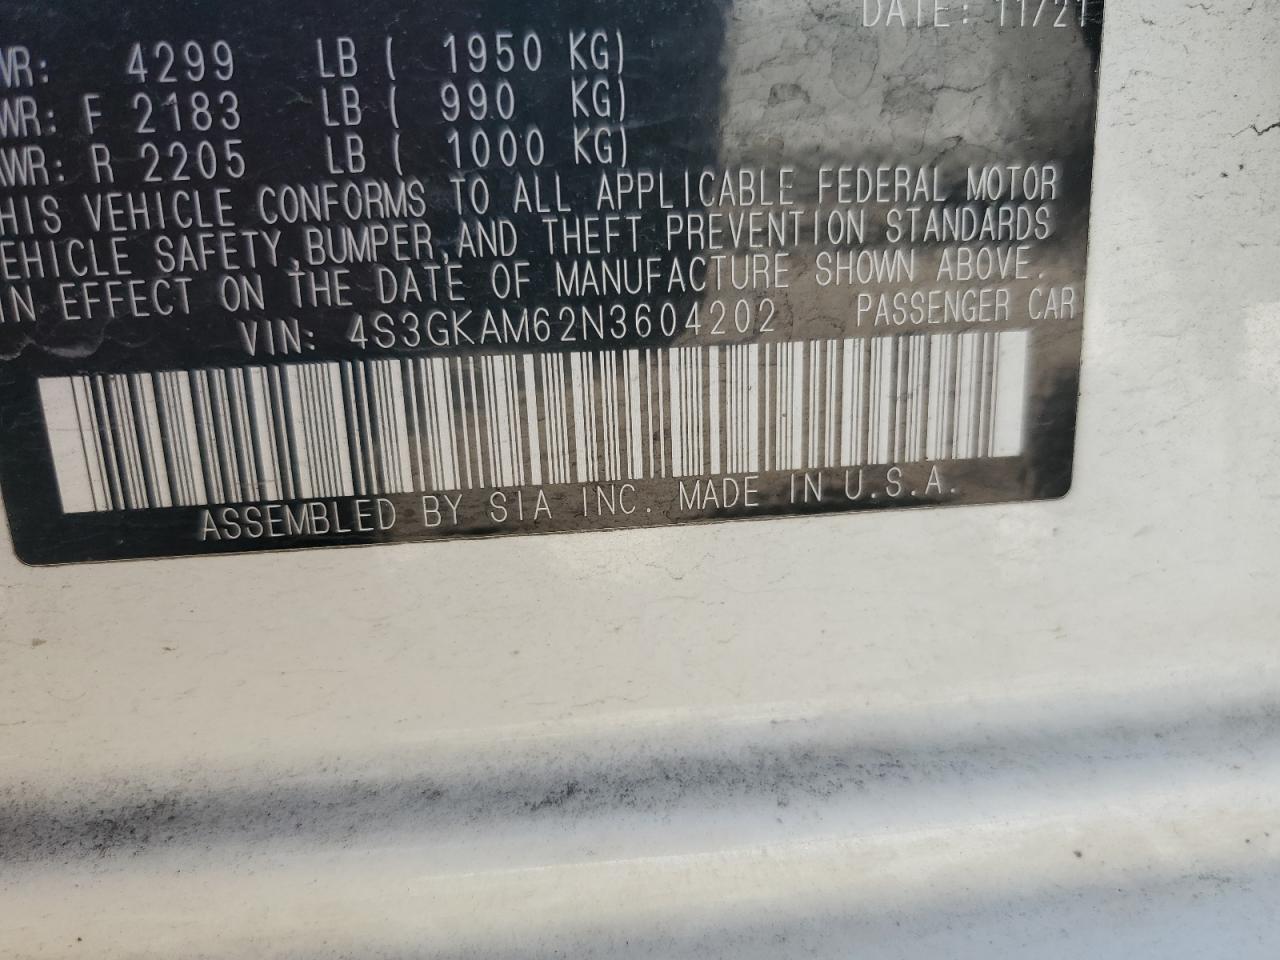 DATE: 11/21
WR: 4299 LB ( 1950 KG)
WR: F 2183 LB ( 990 KG)
AWR: R 2205 LB ( 1000 KG)
HIS VEHICLE CONFORMS TO ALL APPLICABLE FEDERAL MOTOR
EHICLE SAFETY,BUMPER,AND THEFT PREVENTION STANDARDS
IN EFFECT ON THE DATE OF MANUFACTURE SHOWN ABOVE.
VIN: 4S3GKAM62N3604202 PASSENGER CAR
ASSEMBLED BY SIA INC. MADE IN U.S.A.